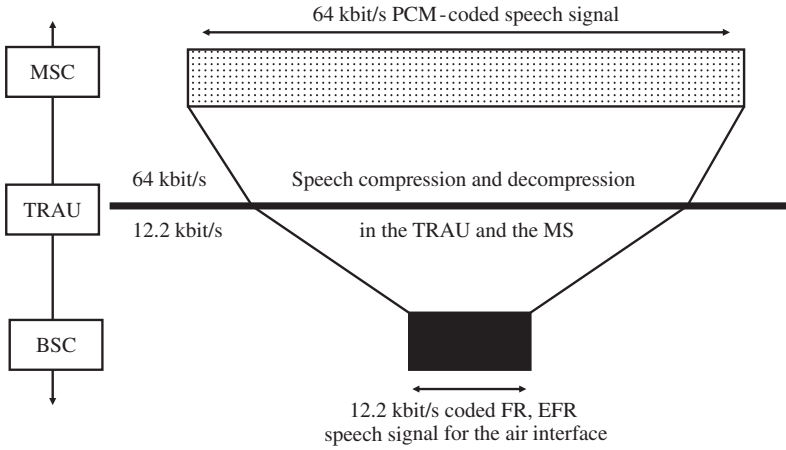 64 kbit/s PCM-coded speech signal
MSC
64 kbit/s
Speech compression and decompression
TRAU
12.2 kbit/s
in the TRAU and the MS
BSC
12.2 kbit/s coded FR, EFR
speech signal for the air interface